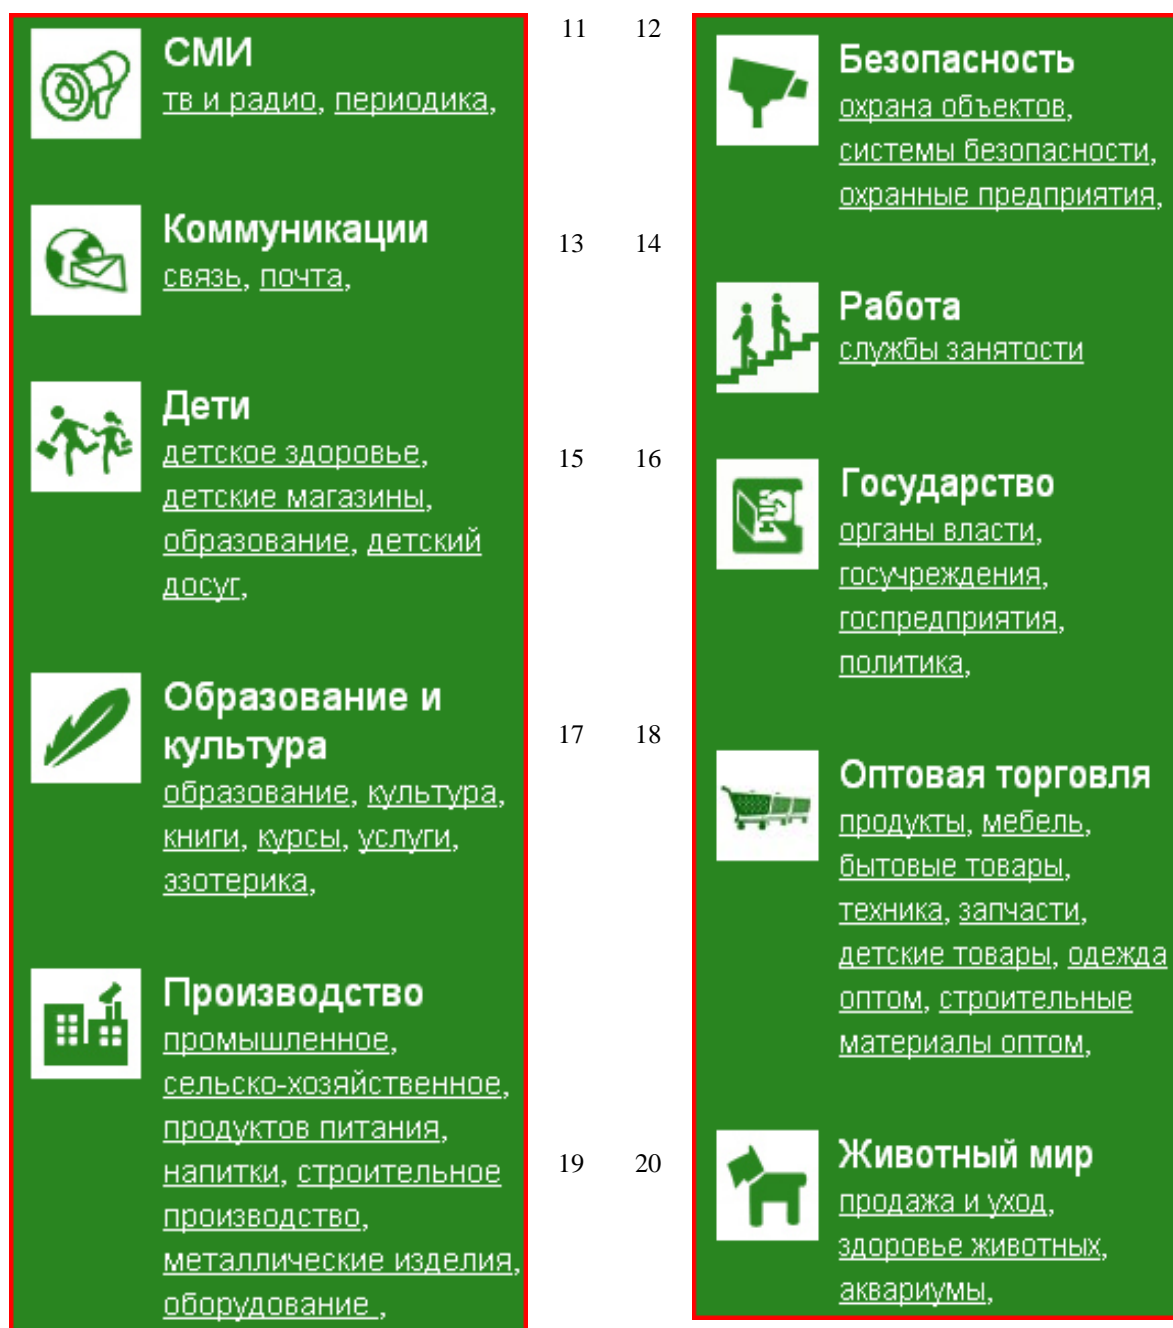 СМИ
тв и радио, периодика,
11
12
Безопасность
охрана объектов,
системы безопасности,
охранные предприятия,
Коммуникации
связь, почта,
13
14
Работа
службы занятости
Дети
детское здоровье,
детские магазины,
образование, детский
досуг,
15
16
Государство
органы власти,
госучреждения,
госпредприятия,
политика,
Образование и
культура
образование, культура,
книги, курсы, услуги,
эзотерика,
17
18
Оптовая торговля
продукты, мебель,
бытовые товары,
техника, запчасти,
детские товары, одежда
оптом, строительные
материалы оптом,
Производство
промышленное,
сельско-хозяйственное,
продуктов питания,
напитки, строительное
производство,
металлические изделия,
оборудование ,
19
20
Животный мир
продажа и уход,
здоровье животных,
аквариумы,